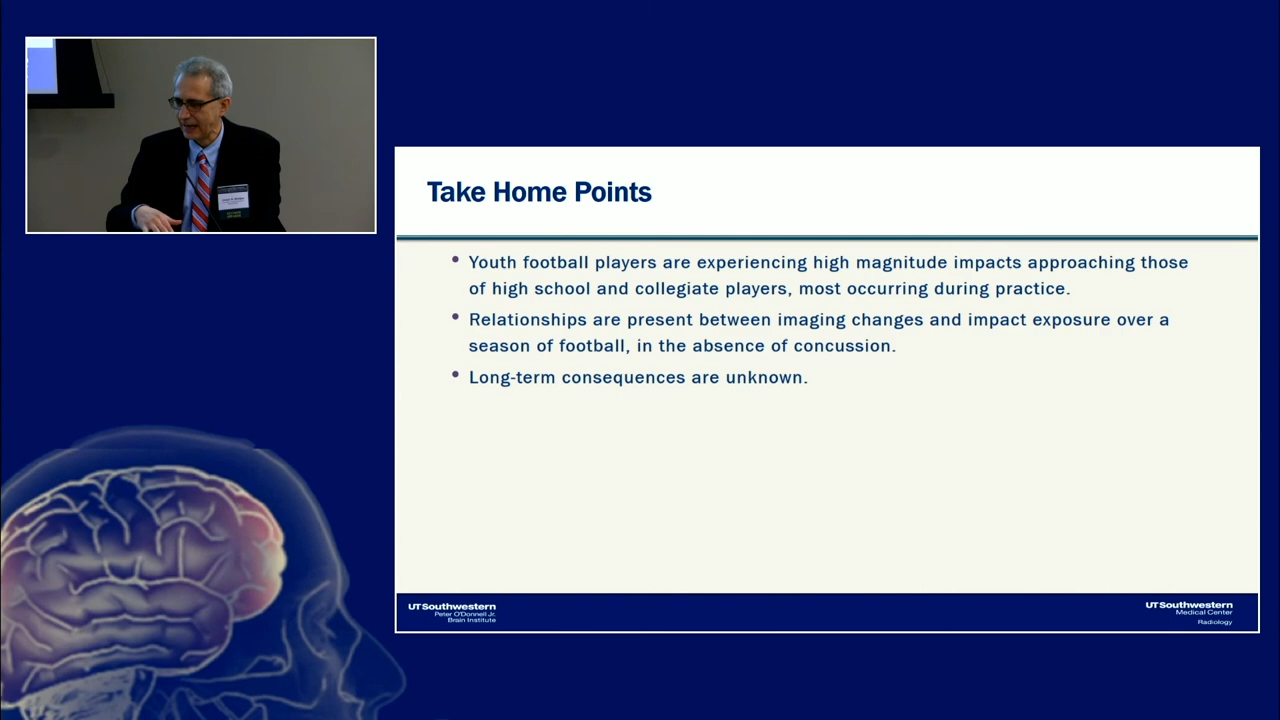 Take Home Points
• Youth football players are experiencing high magnitude impacts approaching those
of high school and collegiate players, most occurring during practice.
• Relationships are present between imaging changes and impact exposure over a
season of football, in the absence of concussion.
• Long-term consequences are unknown.
UTSouthwestern
Peter O'Donnell Jr.
Brain Institute
UTSouthwestern
Medical Center
Radiology